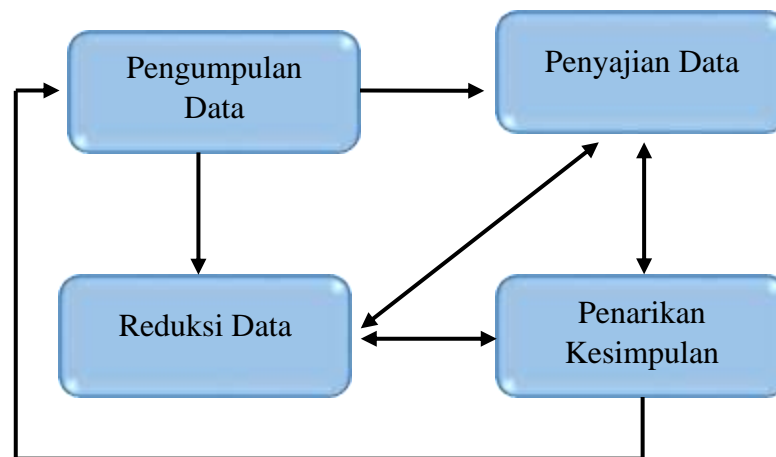 Pengumpulan
Data
Penyajian Data
Reduksi Data
Penarikan
Kesimpulan